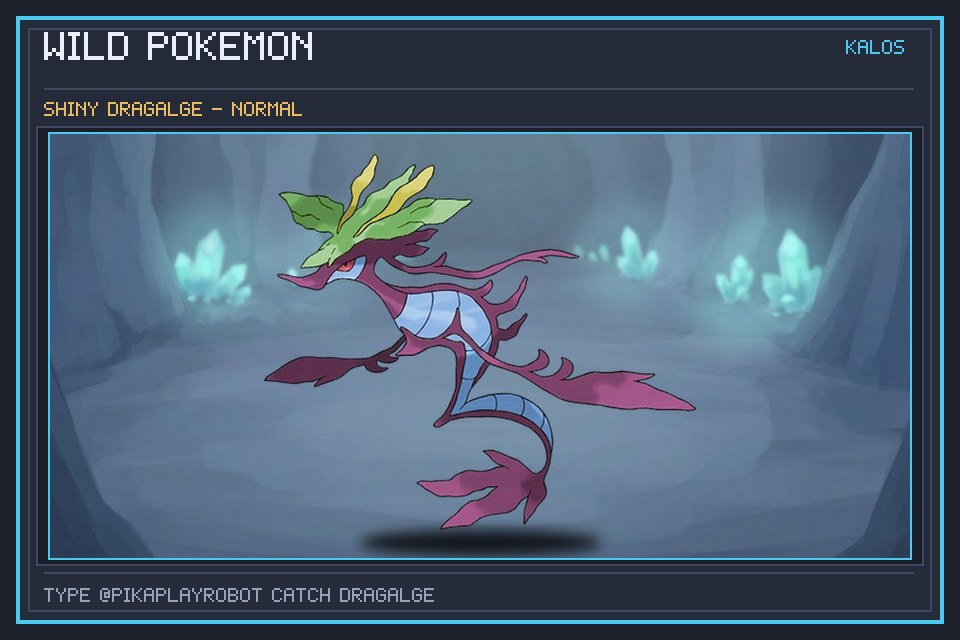 WILD POKEMON
KALOS
SHINY DRAGALGE - NORMAL
TYPE @PIKAPLAYROBOT CATCH DRAGALGE